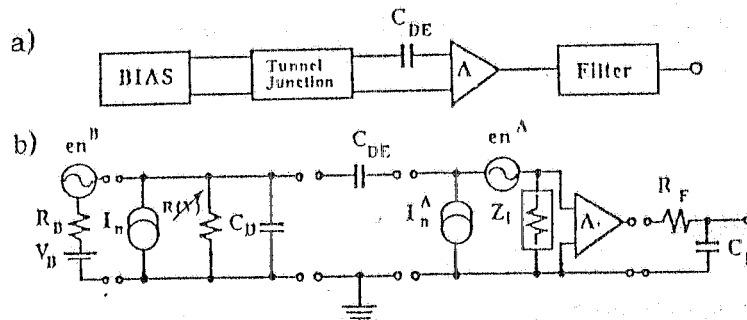 a)
C_DE
BIAS
Tunnel
Junction
A
Filter
b)
en^B
C_DE
en^A
R_B
V_B
I_n
R(V)
C_D
I_n^A
Z_I
A
R_F